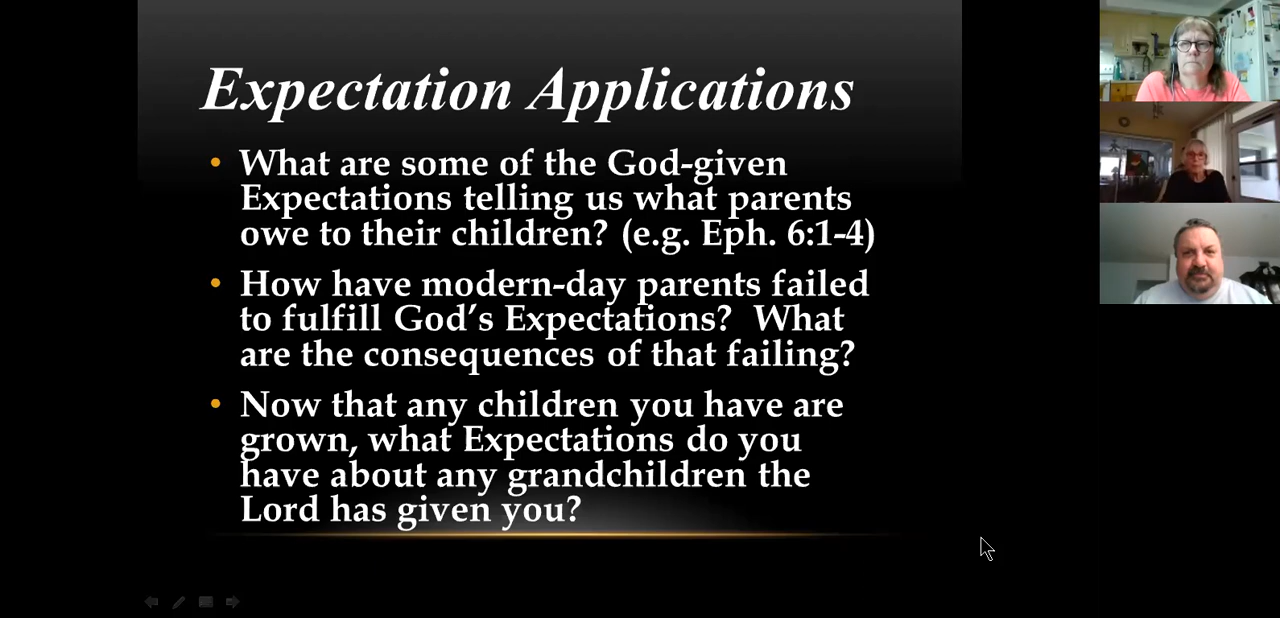 Expectation Applications
• What are some of the God-given
Expectations telling us what parents
owe to their children? (e.g. Eph. 6:1-4)
• How have modern-day parents failed
to fulfill God’s Expectations?  What
are the consequences of that failing?
• Now that any children you have are
grown, what Expectations do you
have about any grandchildren the
Lord has given you?